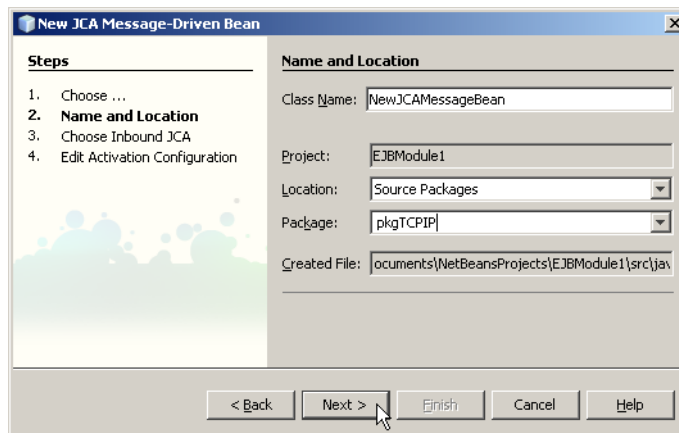 New JCA Message-Driven Bean
Steps
1. Choose ...
2. Name and Location
3. Choose Inbound JCA
4. Edit Activation Configuration
Name and Location
Class Name: NewJCAMessageBean
Project: EJBModule1
Location: Source Packages
Package: pkgTCPIP
Created File: ocuments\NetBeansProjects\EJBModule1\src\jav
< Back Next > Finish Cancel Help